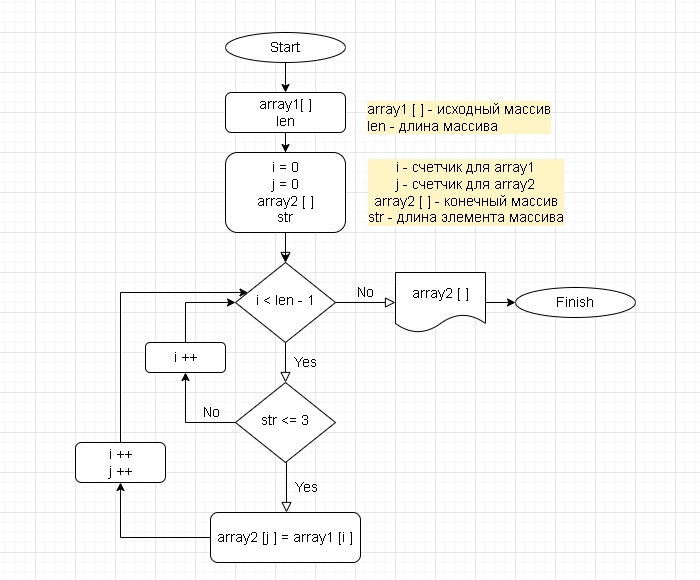 Start
array1[ ]
len
array1 [ ] - исходный массив
len - длина массива
i = 0
j = 0
array2 [ ]
str
i - счетчик для array1
j - счетчик для array2
array2 [ ] - конечный массив
str - длина элемента массива
i < len - 1
No
array2 [ ]
Finish
i ++
Yes
str <= 3
No
i ++
j ++
Yes
array2 [j ] = array1 [i ]